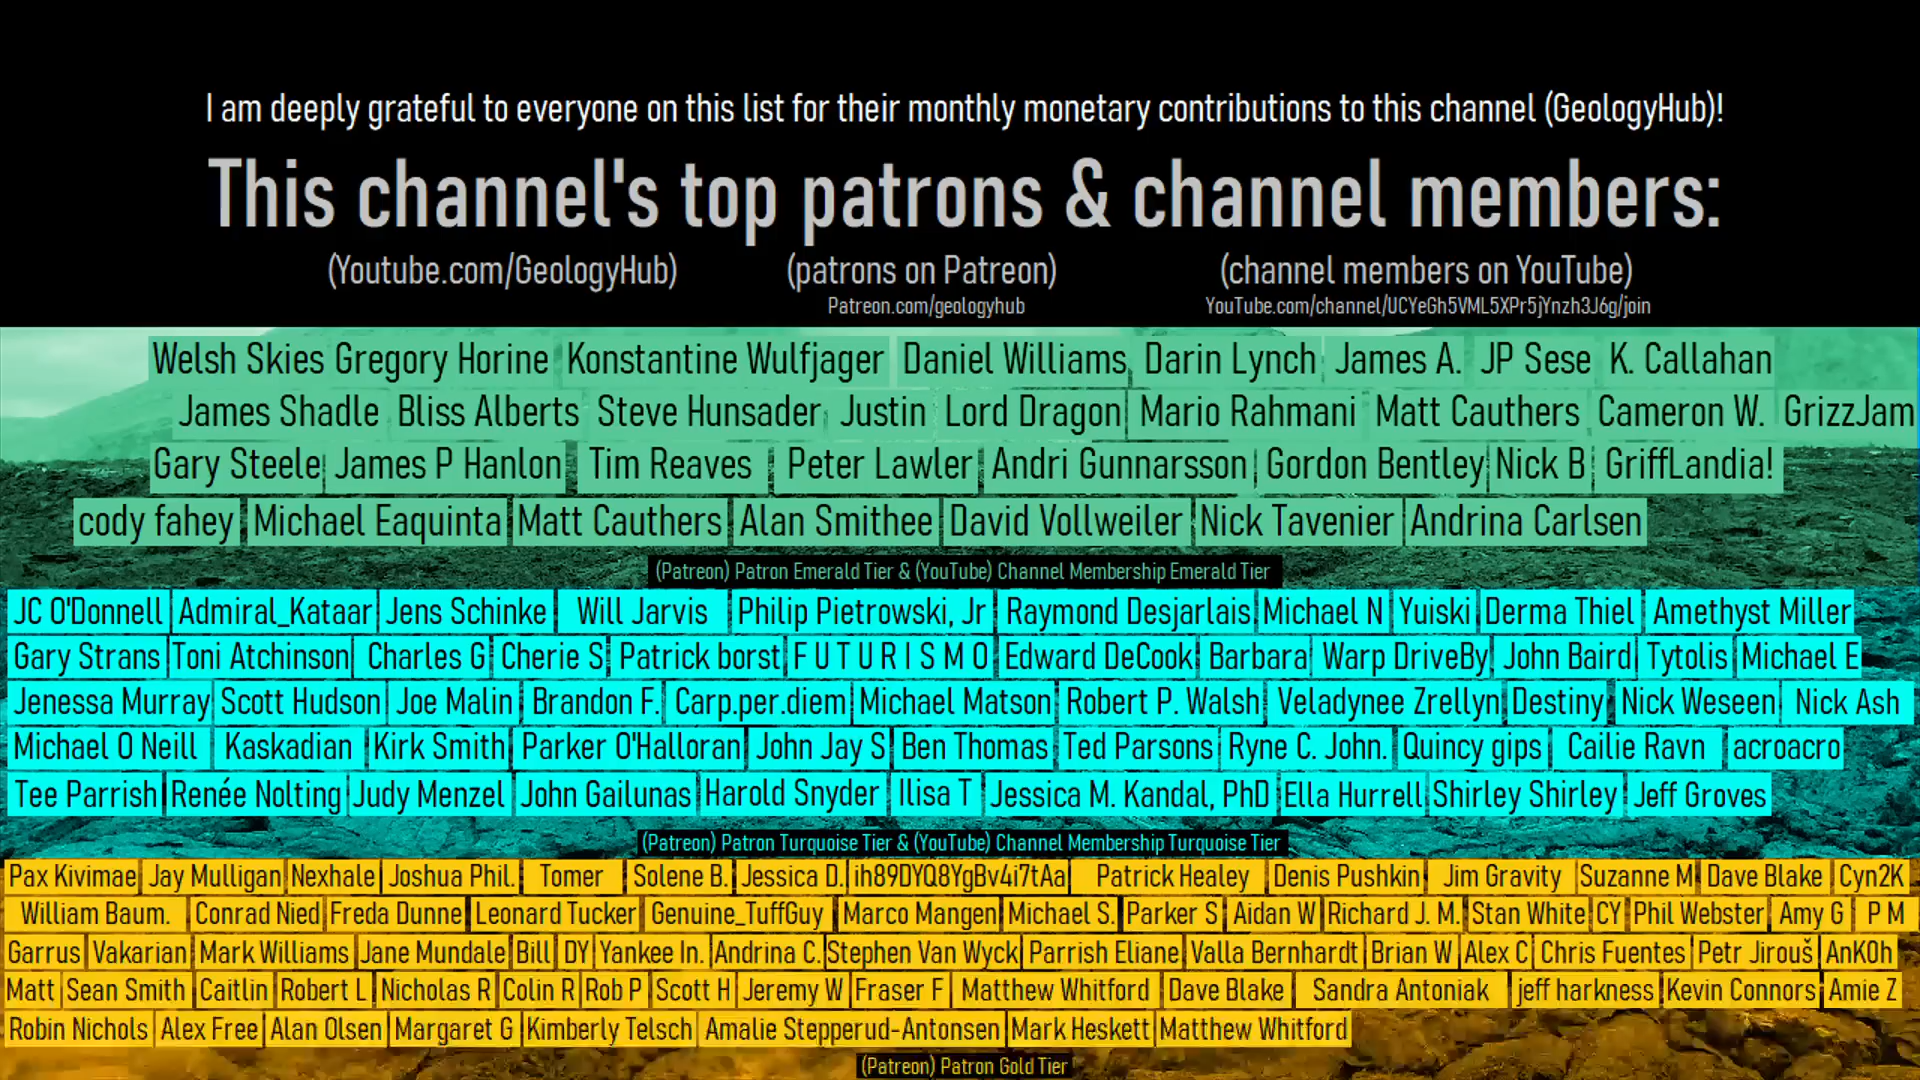 I am deeply grateful to everyone on this list for their monthly monetary contributions to this channel (GeologyHub)!
This channel's top patrons & channel members:
(Youtube.com/GeologyHub) (patrons on Patreon) (channel members on YouTube)
Patreon.com/geologyhub YouTube.com/channel/UCYeGh5VML5XPr5jYnzh3J6g/join
Welsh Skies Gregory Horine Konstantine Wulfjager Daniel Williams Darin Lynch James A. JP Sese K. Callahan
James Shadle Bliss Alberts Steve Hunsader Justin Lord Dragon Mario Rahmani Matt Cauthers Cameron W. GrizzJam
Gary Steele James P Hanlon Tim Reaves Peter Lawler Andri Gunnarsson Gordon Bentley Nick B GriffLandia!
cody fahey Michael Eaquinta Matt Cauthers Alan Smithee David Vollweiler Nick Tavenier Andrina Carlsen
(Patreon) Patron Emerald Tier & (YouTube) Channel Membership Emerald Tier
JC O'Donnell Admiral_Kataar Jens Schinke Will Jarvis Philip Pietrowski, Jr Raymond Desjarlais Michael N Yuiski Derma Thiel Amethyst Miller
Gary Strans Toni Atchinson Charles G Cherie S Patrick borst F U T U R I S M O Edward DeCook Barbara Warp DriveBy John Baird Tytolis Michael E
Jenessa Murray Scott Hudson Joe Malin Brandon F. Carp.per.diem Michael Matson Robert P. Walsh Veladynee Zrellyn Destiny Nick Weseen Nick Ash
Michael O Neill Kaskadian Kirk Smith Parker O'Halloran John Jay S Ben Thomas Ted Parsons Ryne C. John. Quincy gips Cailie Ravn acroacro
Tee Parrish Renée Nolting Judy Menzel John Gailunas Harold Snyder Ilisa T Jessica M. Kandal, PhD Ella Hurrell Shirley Shirley Jeff Groves
(Patreon) Patron Turquoise Tier & (YouTube) Channel Membership Turquoise Tier
Pax Kivimae Jay Mulligan Nexhale Joshua Phil. Tomer Solene B. Jessica D. ih89DYQ8YgBv4i7tAa Patrick Healey Denis Pushkin Jim Gravity Suzanne M Dave Blake Cyn2K
William Baum. Conrad Nied Freda Dunne Leonard Tucker Genuine_TuffGuy Marco Mangen Michael S. Parker S Aidan W Richard J. M. Stan White CY Phil Webster Amy G P M
Garrus Vakarian Mark Williams Jane Mundale Bill DY Yankee In. Andrina C. Stephen Van Wyck Parrish Eliane Valla Bernhardt Brian W Alex C Chris Fuentes Petr Jirouš AnK0h
Matt Sean Smith Caitlin Robert L Nicholas R Colin R Rob P Scott H Jeremy W Fraser F Matthew Whitford Dave Blake Sandra Antoniak jeff harkness Kevin Connors Amie Z
Robin Nichols Alex Free Alan Olsen Margaret G Kimberly Telsch Amalie Stepperud-Antonsen Mark Heskett Matthew Whitford
(Patreon) Patron Gold Tier